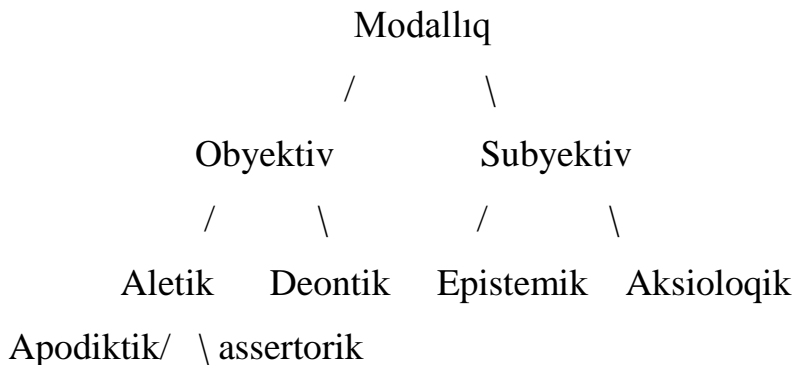 Modallıq
/ \
Obyektiv Subyektiv
/ \ / \
Aletik Deontik Epistemik Aksioloqik
Apodiktik/ \ assertorik